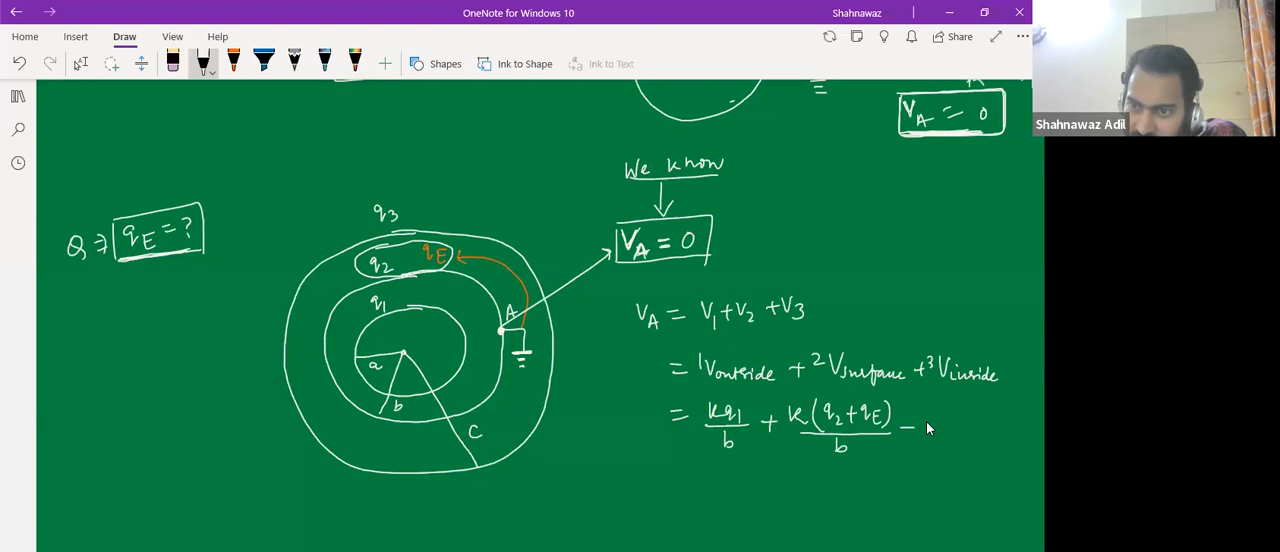 OneNote for Windows 10
Shahnawaz
Home Insert Draw View Help
Share
Shapes Ink to Shape Ink to Text
V_A = 0
Shahnawaz Adil
We know
Q ⇒ q_E = ?
q_3
V_A = 0
q_2 q_E
q_1
A
V_A = V_1 + V_2 + V_3
a
= ¹V_outside + ²V_surface + ³V_inside
b
= kq_1/b + k(q_2 + q_E)/b –
C